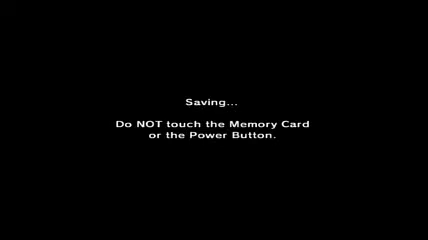 Saving...
Do NOT touch the Memory Card
or the Power Button.